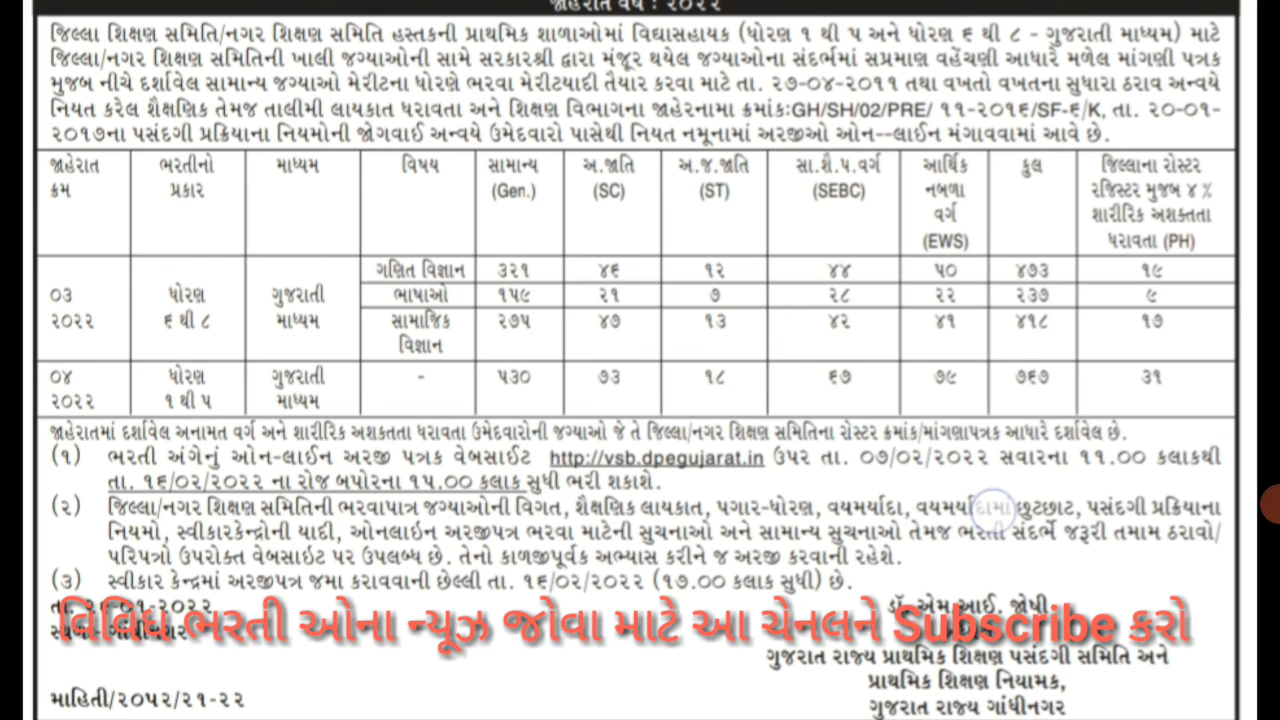 જાહેરાત વર્ષ : ૨૦૨૨
જિલ્લા શિક્ષણ સમિતિ/નગર શિક્ષણ સમિતિ હસ્તકની પ્રાથમિક શાળાઓમાં વિદ્યાસહાયક (ધોરણ ૧ થી ૫ અને ધોરણ ૬ થી ૮ - ગુજરાતી માધ્યમ) માટે
જિલ્લા/નગર શિક્ષણ સમિતિની ખાલી જગ્યાઓની સામે સરકારશ્રી દ્વારા મંજૂર થયેલ જગ્યાઓના સંદર્ભમાં સપ્રમાણ વહેંચણી આધારે મળેલ માંગણી પત્રક
મુજબ નીચે દર્શાવેલ સામાન્ય જગ્યાઓ મેરીટના ધોરણે ભરવા મેરીટયાદી તૈયાર કરવા માટે તા. ૨૭-૦૪-૨૦૧૧ તથા વખતો વખતના સુધારા ઠરાવ અન્વયે
નિયત કરેલ શૈક્ષણિક તેમજ તાલીમી લાયકાત ધરાવતા અને શિક્ષણ વિભાગના જાહેરનામા ક્રમાંક:GH/SH/02/PRE/ ૧૧-૨૦૧૬/SF-૬/K, તા. ૨૦-૦૧-
૨૦૧૭ના પસંદગી પ્રક્રિયાના નિયમોની જોગવાઈ અન્વયે ઉમેદવારો પાસેથી નિયત નમૂનામાં અરજીઓ ઓન--લાઈન મંગાવવામાં આવે છે.
જાહેરાત ભરતીનો માધ્યમ વિષય સામાન્ય અ.જાતિ અ.જ.જાતિ સા.શૈ.પ.વર્ગ આર્થિક કુલ જિલ્લાના રોસ્ટર
ક્રમ પ્રકાર (Gen.) (SC) (ST) (SEBC) નબળા રજિસ્ટર મુજબ ૪ %
વર્ગ શારીરિક અશકતતા
(EWS) ધરાવતા (PH)
ગણિત વિજ્ઞાન ૩૨૧ ૪૬ ૧૨ ૪૪ ૫૦ ૪૭૩ ૧૯
૦૩ ધોરણ ગુજરાતી ભાષાઓ ૧૫૯ ૨૧ ૭ ૨૮ ૨૨ ૨૩૭ ૯
૨૦૨૨ ૬ થી ૮ માધ્યમ સામાજિક ૨૭૫ ૪૭ ૧૩ ૪૨ ૪૧ ૪૧૮ ૧૭
વિજ્ઞાન
૦૪ ધોરણ ગુજરાતી - ૫૩૦ ૭૩ ૧૮ ૬૭ ૭૯ ૭૬૭ ૩૧
૨૦૨૨ ૧ થી ૫ માધ્યમ
જાહેરાતમાં દર્શાવેલ અનામત વર્ગ અને શારીરિક અશકતતા ધરાવતા ઉમેદવારોની જગ્યાઓ જે તે જિલ્લા/નગર શિક્ષણ સમિતિના રોસ્ટર ક્રમાંક/માંગણાપત્રક આધારે દર્શાવેલ છે.
(૧) ભરતી અંગેનું ઓન-લાઈન અરજી પત્રક વેબસાઈટ http://vsb.dpegujarat.in ઉપર તા. ૦૭/૦૨/૨૦૨૨ સવારના ૧૧.૦૦ કલાકથી
તા. ૧૬/૦૨/૨૦૨૨ ના રોજ બપોરના ૧૫.૦૦ કલાક સુધી ભરી શકાશે.
(૨) જિલ્લા/નગર શિક્ષણ સમિતિની ભરવાપાત્ર જગ્યાઓની વિગત, શૈક્ષણિક લાયકાત, પગાર-ધોરણ, વયમર્યાદા, વયમર્યાદામાં છુટછાટ, પસંદગી પ્રક્રિયાના
નિયમો, સ્વીકારકેન્દ્રોની યાદી, ઓનલાઇન અરજીપત્ર ભરવા માટેની સુચનાઓ અને સામાન્ય સુચનાઓ તેમજ ભરતી સંદર્ભે જરૂરી તમામ ઠરાવો/
પરિપત્રો ઉપરોક્ત વેબસાઈટ પર ઉપલબ્ધ છે. તેનો કાળજીપૂર્વક અભ્યાસ કરીને જ અરજી કરવાની રહેશે.
(૩) સ્વીકાર કેન્દ્રમાં અરજીપત્ર જમા કરાવવાની છેલ્લી તા. ૧૬/૦૨/૨૦૨૨ (૧૭.૦૦ કલાક સુધી) છે.
તા. ૨૬-૦૧-૨૦૨૨ ડૉ. એમ.આઈ. જોષી
વિવિધ ભરતી ઓના ન્યૂઝ જોવા માટે આ ચેનલને Subscribe કરો
ગુજરાત રાજ્ય પ્રાથમિક શિક્ષણ પસંદગી સમિતિ અને
પ્રાથમિક શિક્ષણ નિયામક,
માહિતી/૨૦૫૨/૨૧-૨૨ ગુજરાત રાજ્ય ગાંધીનગર